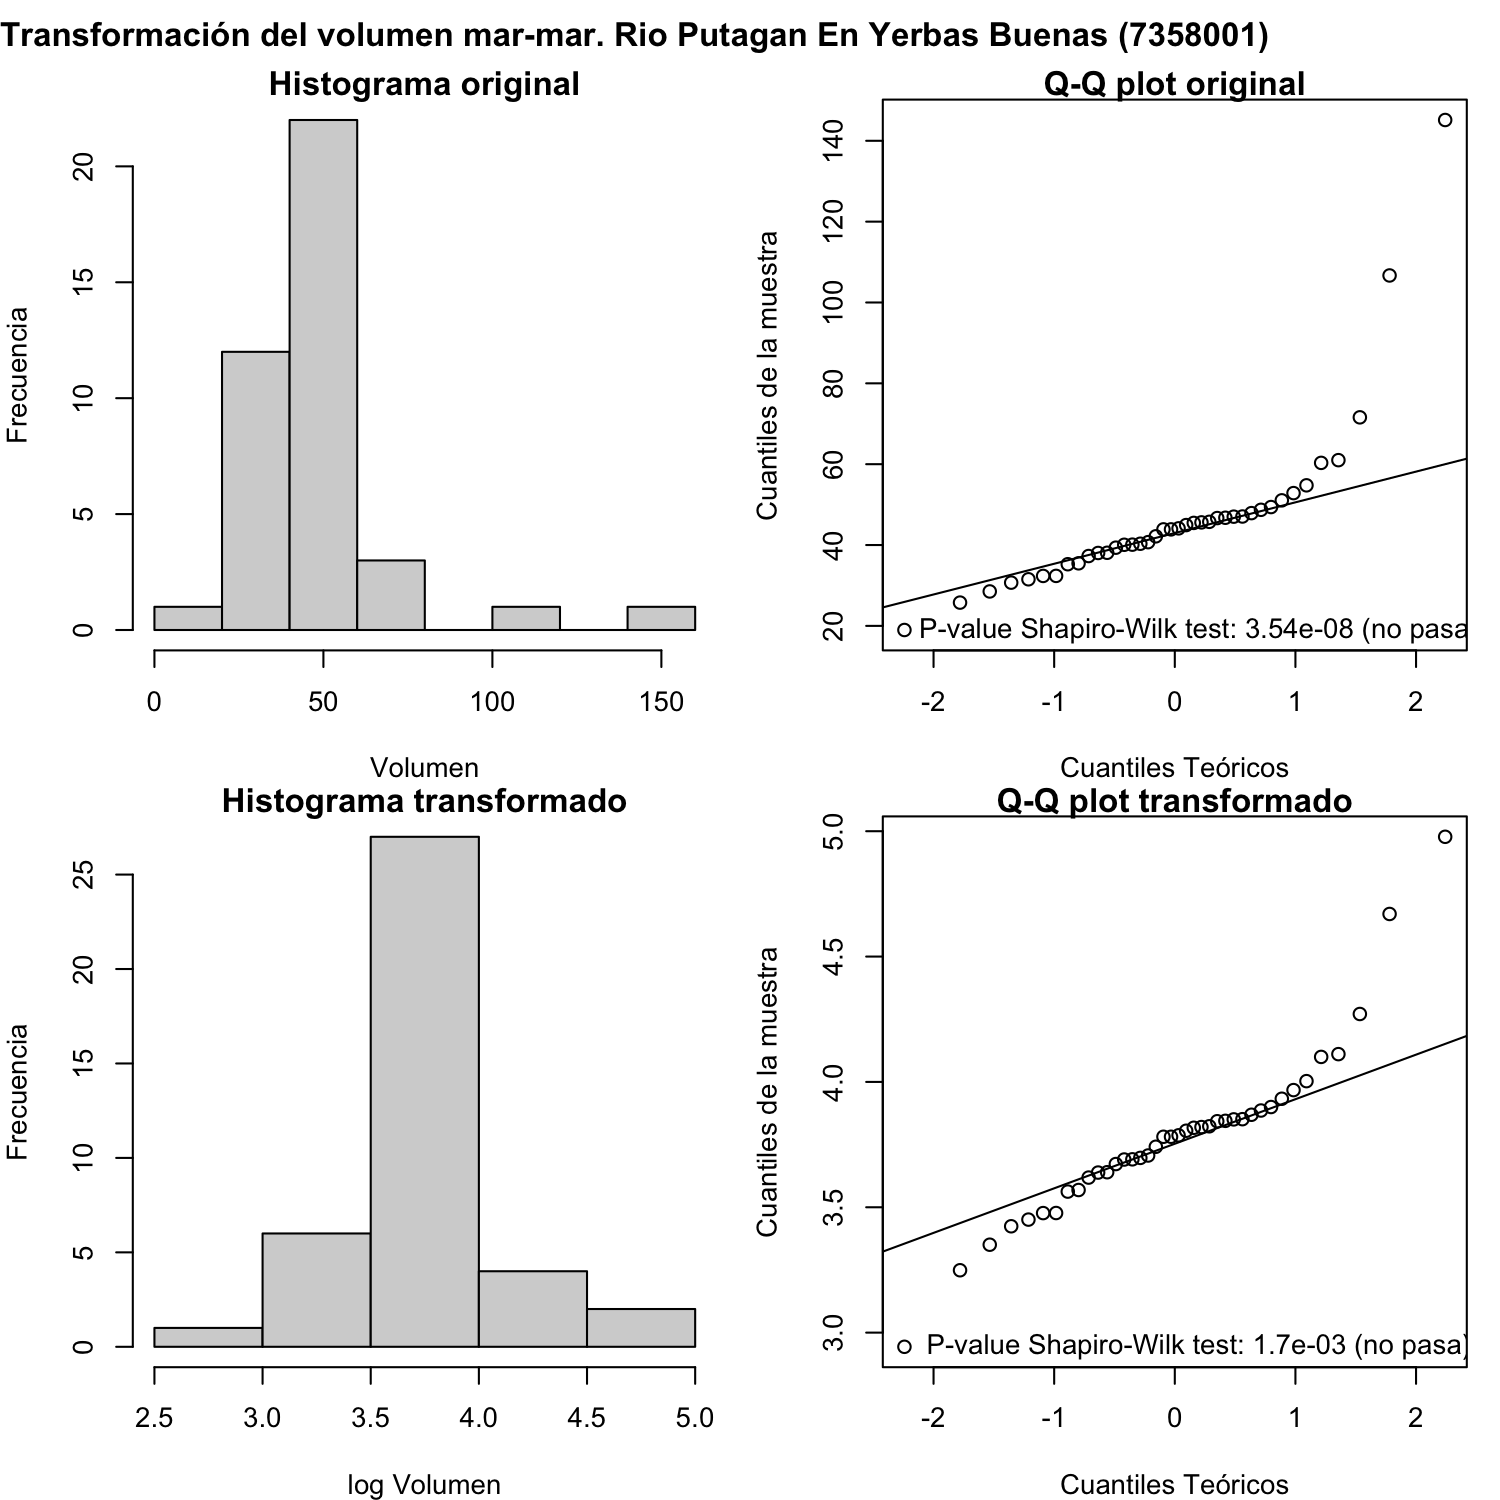 Transformación del volumen mar-mar. Rio Putagan En Yerbas Buenas (7358001)
Histograma original
Frecuencia
0 5 10 15 20
0 50 100 150
Volumen
Q-Q plot original
Cuantiles de la muestra
20 40 60 80 100 120 140
P-value Shapiro-Wilk test: 3.54e-08 (no pasa
-2 -1 0 1 2
Cuantiles Teóricos
Histograma transformado
Frecuencia
0 5 10 15 20 25
2.5 3.0 3.5 4.0 4.5 5.0
log Volumen
Q-Q plot transformado
Cuantiles de la muestra
3.0 3.5 4.0 4.5 5.0
P-value Shapiro-Wilk test: 1.7e-03 (no pasa)
-2 -1 0 1 2
Cuantiles Teóricos